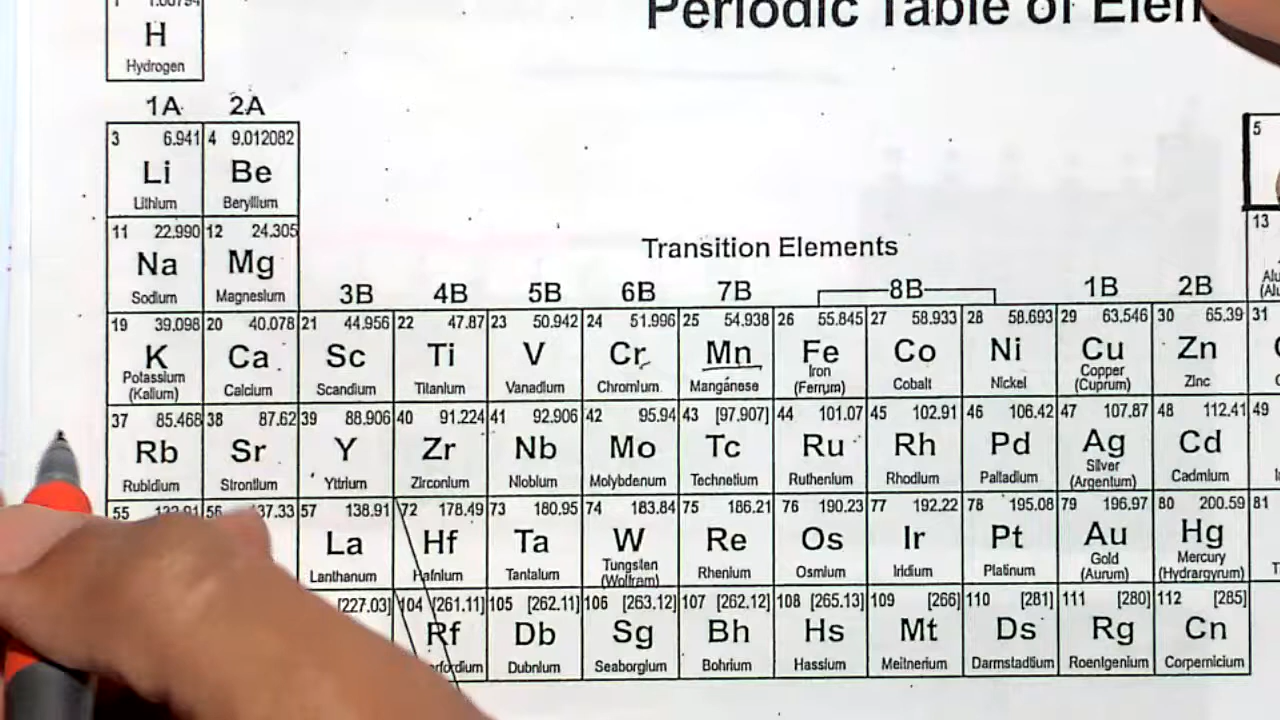 Periodic Table of Elem
1 1.00794
H
Hydrogen
1A 2A
3 6.941 4 9.012082 5
Li Be
Lithium Beryllium
11 22.990 12 24.305 13
Na Mg
Sodium Magnesium
Transition Elements
3B 4B 5B 6B 7B 8B 1B 2B
19 39.098 20 40.078 21 44.956 22 47.87 23 50.942 24 51.996 25 54.938 26 55.845 27 58.933 28 58.693 29 63.546 30 65.39 31
K Ca Sc Ti V Cr Mn Fe Co Ni Cu Zn
Potassium (Kalium) Calcium Scandium Titanium Vanadium Chromium Manganese Iron (Ferrum) Cobalt Nickel Copper (Cuprum) Zinc
37 85.468 38 87.62 39 88.906 40 91.224 41 92.906 42 95.94 43 [97.907] 44 101.07 45 102.91 46 106.42 47 107.87 48 112.41 49
Rb Sr Y Zr Nb Mo Tc Ru Rh Pd Ag Cd
Rubidium Strontium Yttrium Zirconium Niobium Molybdenum Technetium Ruthenium Rhodium Palladium Silver (Argentum) Cadmium
55 56 137.33 57 138.91 72 178.49 73 180.95 74 183.84 75 186.21 76 190.23 77 192.22 78 195.08 79 196.97 80 200.59 81
La Hf Ta W Re Os Ir Pt Au Hg
Lanthanum Hafnium Tantalum Tungsten (Wolfram) Rhenium Osmium Iridium Platinum Gold (Aurum) Mercury (Hydrargyrum)
[227.03] 104 [261.11] 105 [262.11] 106 [263.12] 107 [262.12] 108 [265.13] 109 [266] 110 [281] 111 [280] 112 [285]
Rf Db Sg Bh Hs Mt Ds Rg Cn
Dubnium Seaborgium Bohrium Hassium Meitnerium Darmstadtium Roentgenium Corpernicium